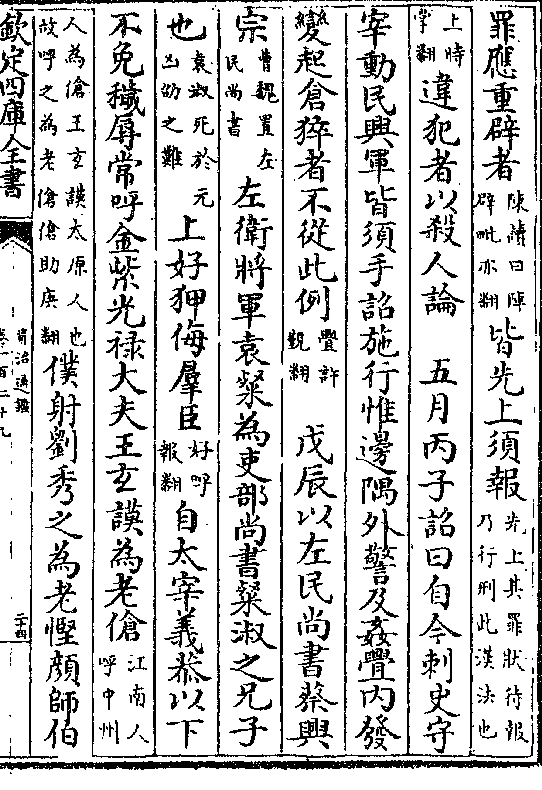 罪應重辟者陳讀曰陣辟毗亦翻皆先上須報先上其罪狀待報乃行刑此漢法也
上時掌翻違犯者以殺人論　五月丙子詔曰自今刺史守
宰動民興軍皆須手詔施行惟邊隅外警及姦釁内發
變起倉猝者不從此例釁許觀翻　戊辰以左民尚書蔡興
宗曹魏置左民尚書左衛將軍袁粲為吏部尚書粲淑之兄子
也袁淑死於元凶劭之難上好狎侮羣臣好呼報翻自太宰義恭以下
不免穢辱常呼金紫光禄大夫王玄謨為老傖江南人呼中州
人為傖王玄謨太原人也故呼之為老傖傖助庚翻僕射劉秀之為老慳顏師伯
欽定四庫全書
資治通鑑
卷一百二十九
二十四